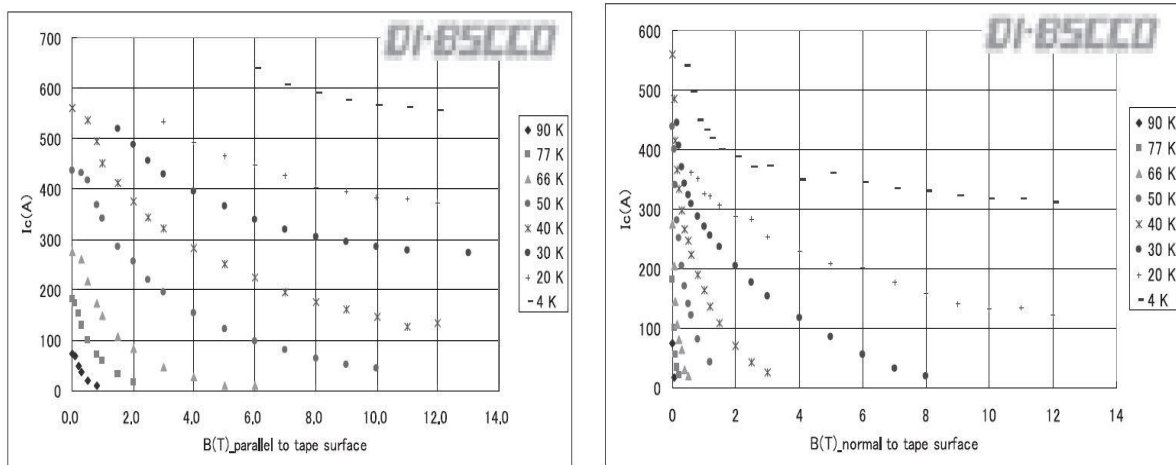 DI-BSCCO
700
600
500
400
300
200
100
0
Ic(A)
0,0 2,0 4,0 6,0 8,0 10,0 12,0 14,0
B(T)_parallel to tape surface
90 K
77 K
66 K
50 K
40 K
30 K
20 K
4 K
DI-BSCCO
600
500
400
300
200
100
0
Ic(A)
0 2 4 6 8 10 12 14
B(T)_normal to tape surface
90 K
77 K
66 K
50 K
40 K
30 K
20 K
4 K